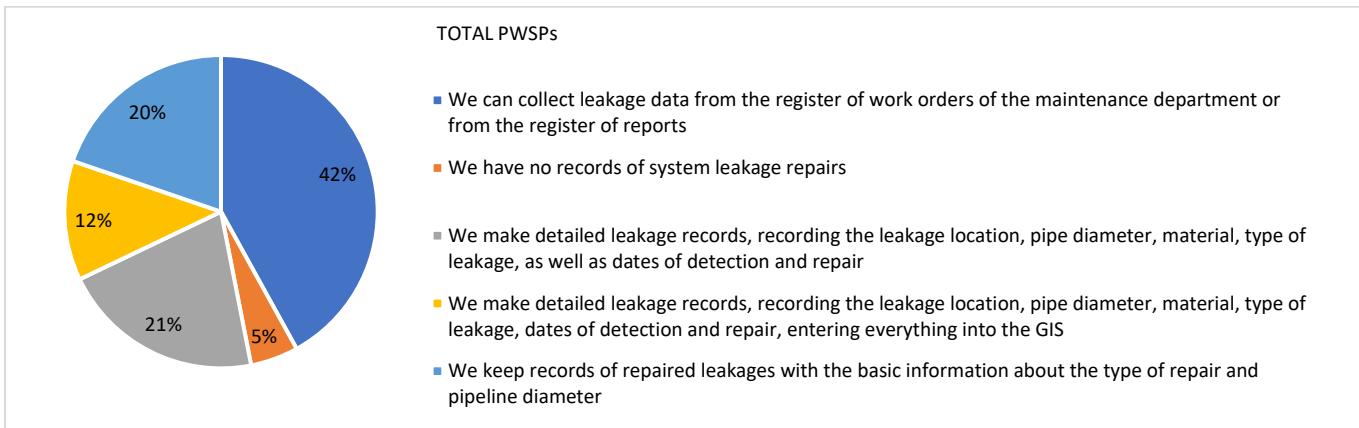 TOTAL PWSPs
We can collect leakage data from the register of work orders of the maintenance department or
from the register of reports
We have no records of system leakage repairs
We make detailed leakage records, recording the leakage location, pipe diameter, material, type of
leakage, as well as dates of detection and repair
We make detailed leakage records, recording the leakage location, pipe diameter, material, type of
leakage, dates of detection and repair, entering everything into the GIS
We keep records of repaired leakages with the basic information about the type of repair and
pipeline diameter
42%
5%
21%
12%
20%